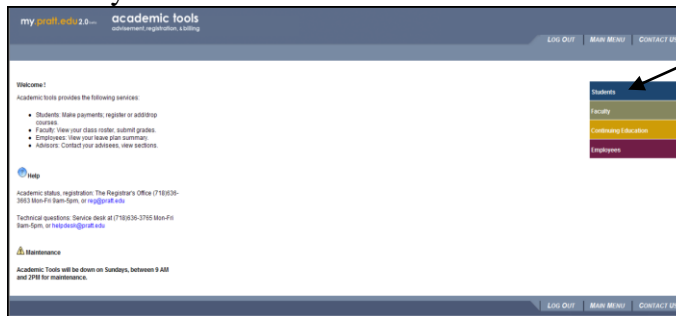 my.pratt.edu 2.0
academic tools
advisement, registration, & billing
LOG OUT MAIN MENU CONTACT US
Welcome!
Academic tools provides the following services:
Students: Make payments; register or add/drop
courses.
Faculty: View your class roster, submit grades.
Employees: View your leave plan summary.
Advisors: Contact your advisees, view sections.
Students
Faculty
Continuing Education
Employees
Help
Academic status, registration: The Registrar's Office (718)636-
3663 Mon-Fri 9am-5pm, or reg@pratt.edu
Technical questions: Service desk at (718)636-3765 Mon-Fri
9am-5pm, or helpdesk@pratt.edu
Maintenance
Academic Tools will be down on Sundays, between 9 AM
and 2PM for maintenance.
LOG OUT MAIN MENU CONTACT US